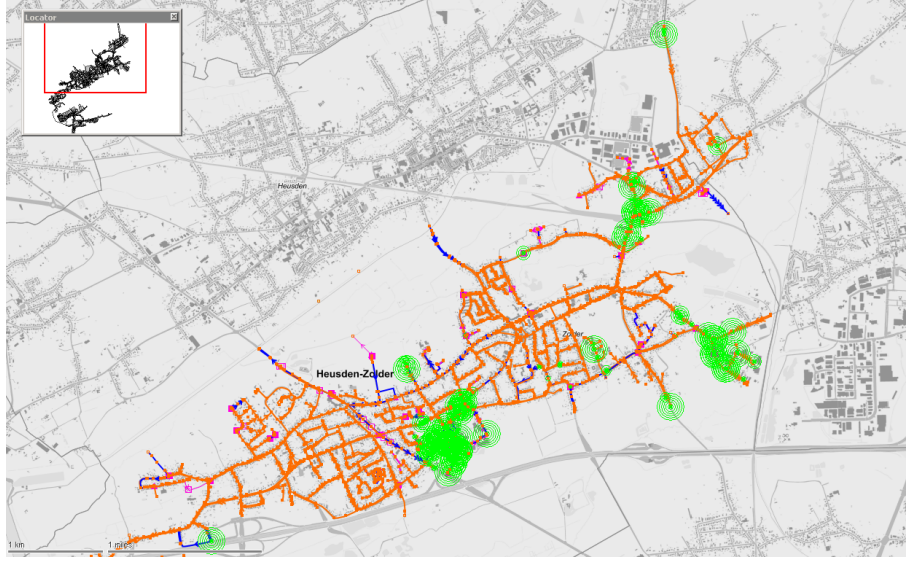 Locator
Heusden
Zolder
Heusden-Zolder
1 km
1 miles